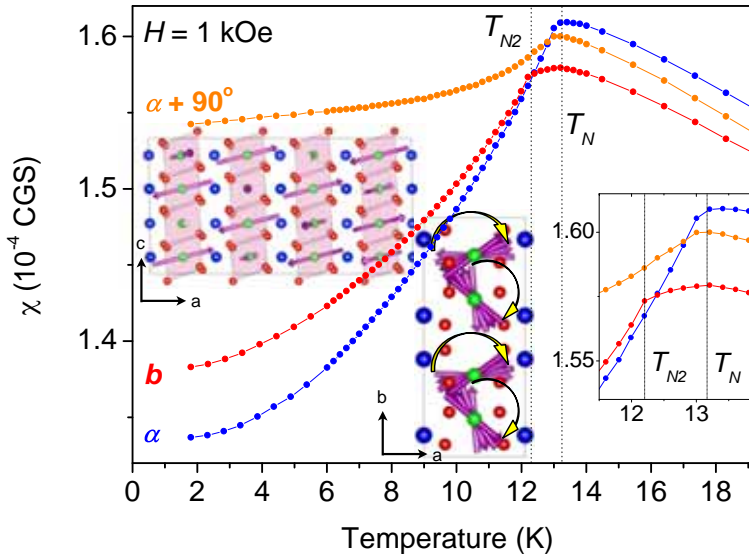 H = 1 kOe
T_N2
α + 90°
T_N
b
α
c
a
b
a
T_N2
T_N
1.60
1.55
12
13
1.6
1.5
1.4
0
2
4
6
8
10
12
14
16
18
χ (10⁻⁴ CGS)
Temperature (K)